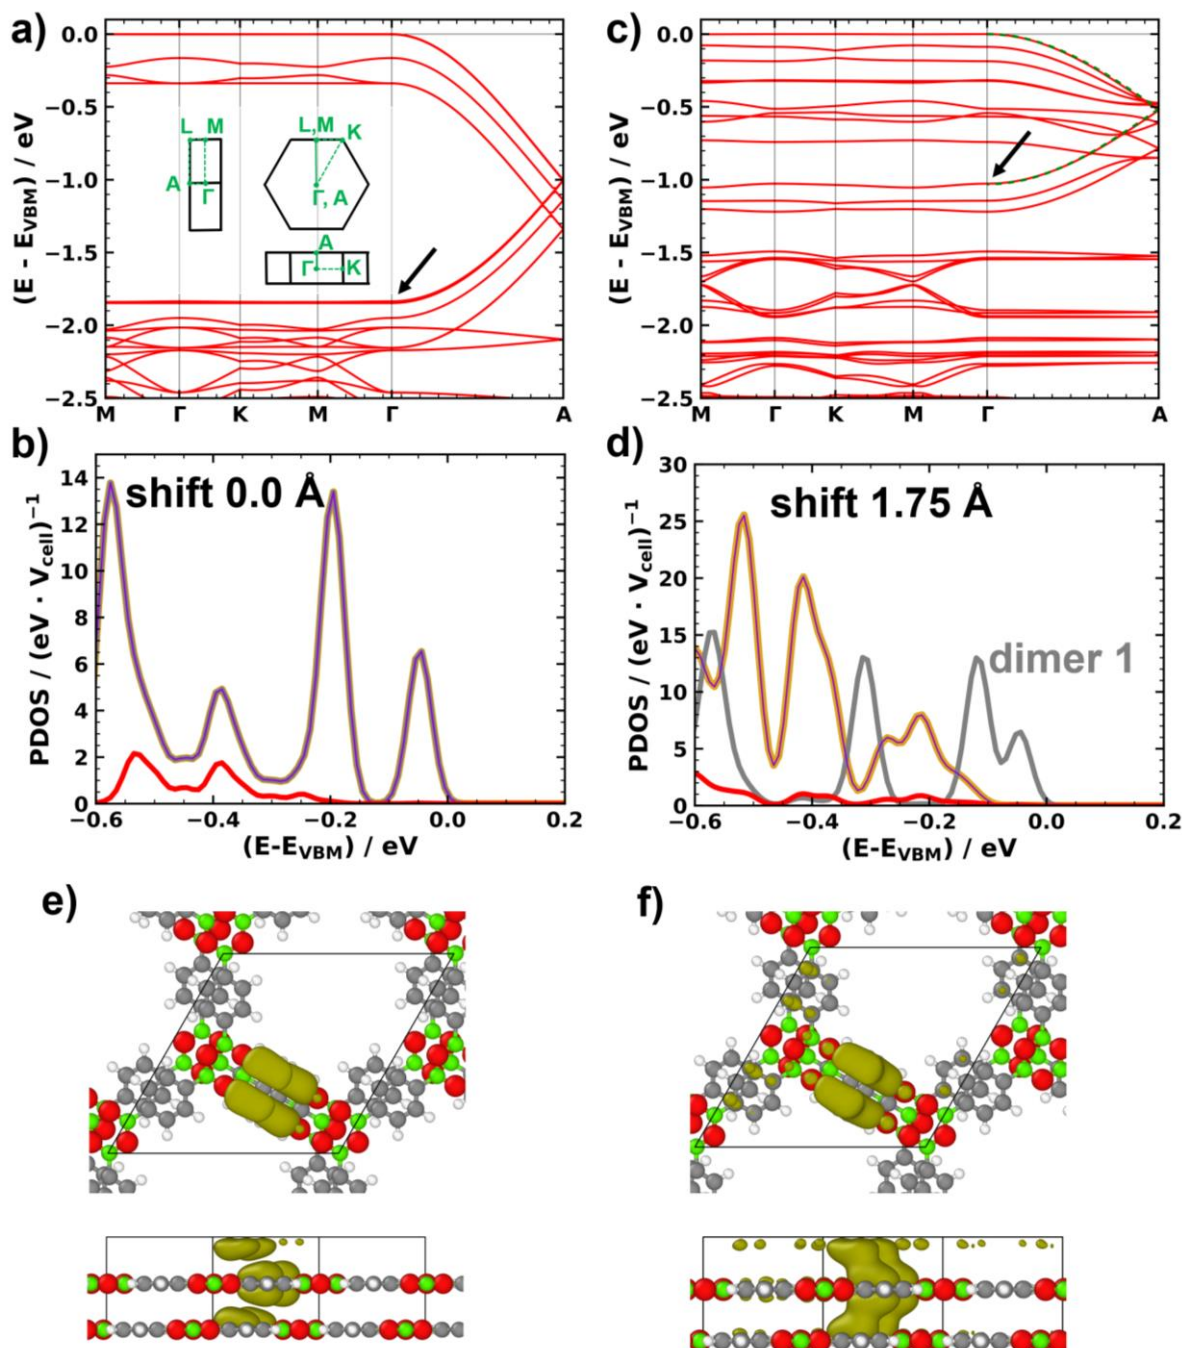 a)
0.0
−0.5
−1.0
−1.5
−2.0
−2.5
(E - E_VBM) / eV
L M
A Γ
L,M K
Γ, A
A
Γ K
M Γ K M Γ A
c)
0.0
−0.5
−1.0
−1.5
−2.0
−2.5
(E - E_VBM) / eV
M Γ K M Γ A
b)
14
12
10
8
6
4
2
0
PDOS / (eV · V_cell)^−1
shift 0.0 Å
−0.6 −0.4 −0.2 0.0 0.2
(E-E_VBM) / eV
d)
30
25
20
15
10
5
0
PDOS / (eV · V_cell)^−1
shift 1.75 Å
dimer 1
−0.6 −0.4 −0.2 0.0 0.2
(E-E_VBM) / eV
e)
f)